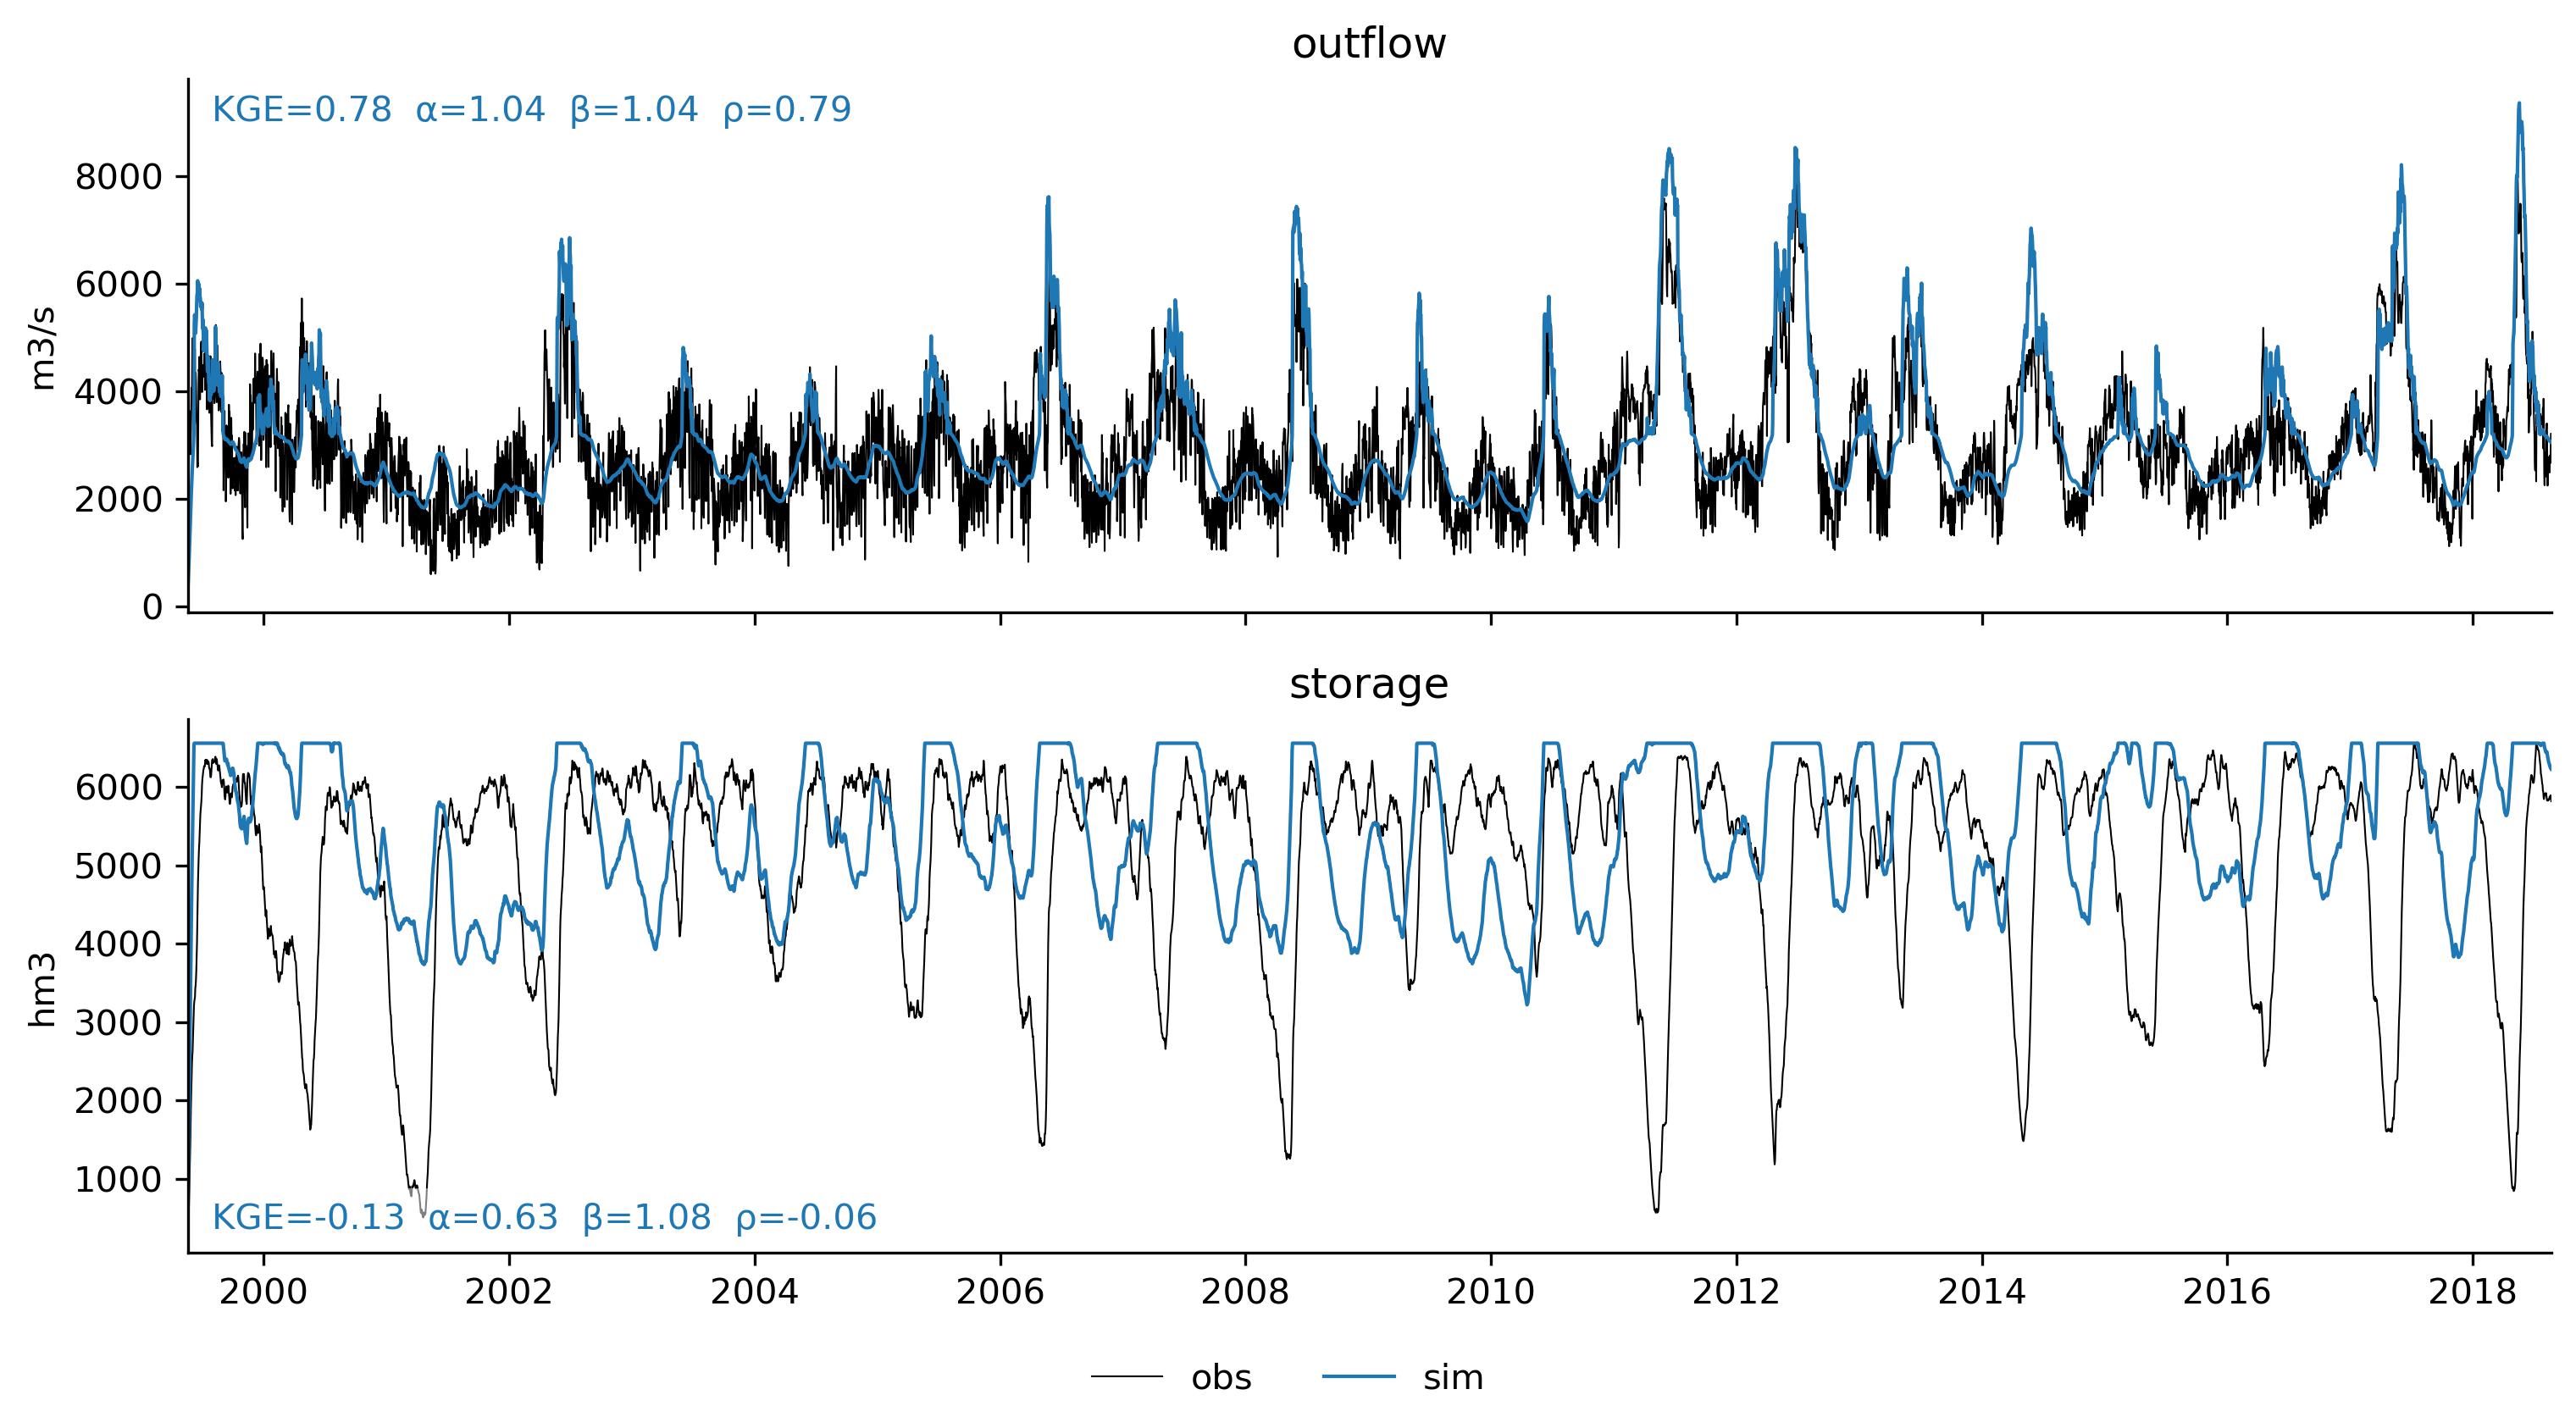 outflow
KGE=0.78 α=1.04 β=1.04 ρ=0.79
m3/s
8000
6000
4000
2000
0
storage
hm3
6000
5000
4000
3000
2000
1000
KGE=-0.13 α=0.63 β=1.08 ρ=-0.06
2000 2002 2004 2006 2008 2010 2012 2014 2016 2018
obs sim